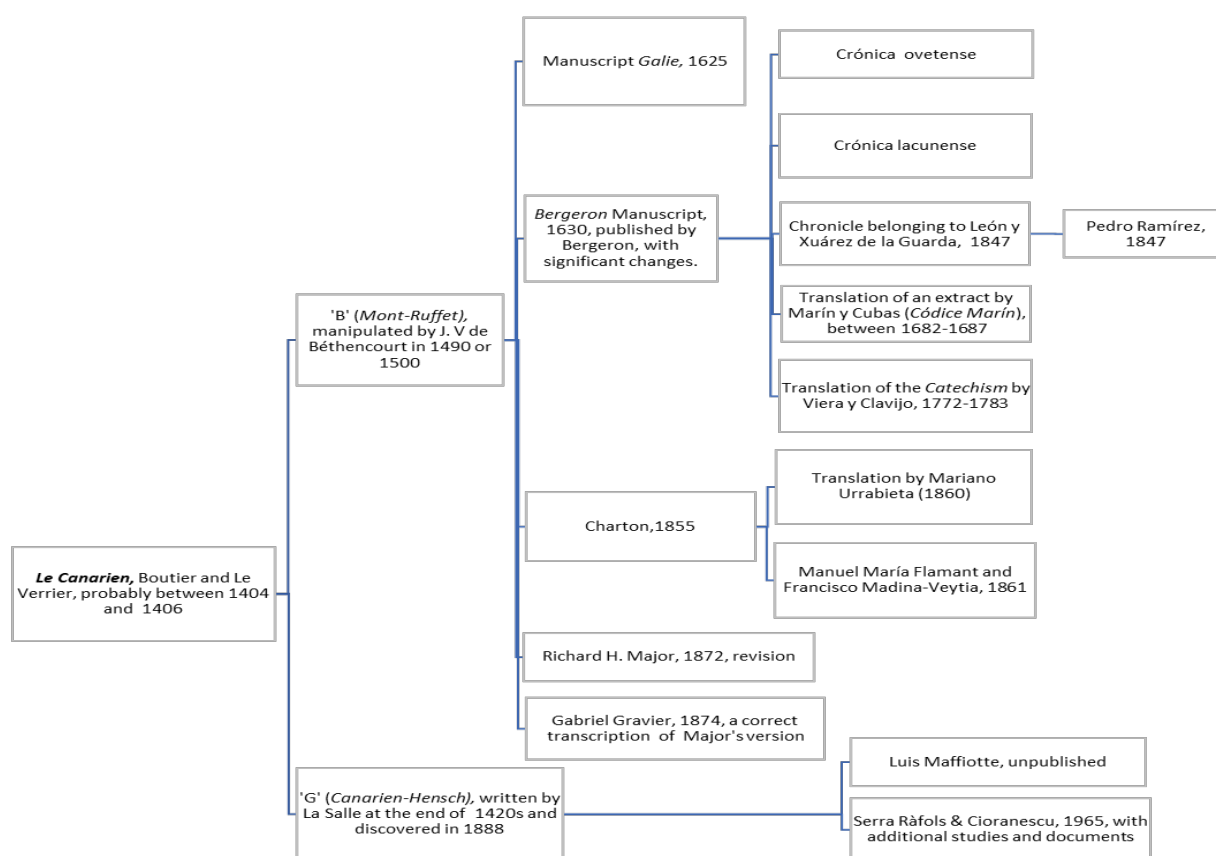 Manuscript Galie, 1625
Crónica ovetense
Crónica lacunense
Bergeron Manuscript,
1630, published by
Bergeron, with
significant changes.
Chronicle belonging to León y
Xuárez de la Guarda, 1847
Pedro Ramírez,
1847
Translation of an extract by
Marín y Cubas (Códice Marín),
between 1682-1687
'B' (Mont-Ruffet),
manipulated by J. V de
Béthencourt in 1490 or
1500
Translation of the Catechism by
Viera y Clavijo, 1772-1783
Translation by Mariano
Urrabieta (1860)
Charton,1855
Manuel María Flamant and
Francisco Madina-Veytia, 1861
Le Canarien, Boutier and Le
Verrier, probably between 1404
and 1406
Richard H. Major, 1872, revision
Gabriel Gravier, 1874, a correct
transcription of Major's version
'G' (Canarien-Hensch), written by
La Salle at the end of 1420s and
discovered in 1888
Luis Maffiotte, unpublished
Serra Ràfols & Cioranescu, 1965, with
additional studies and documents